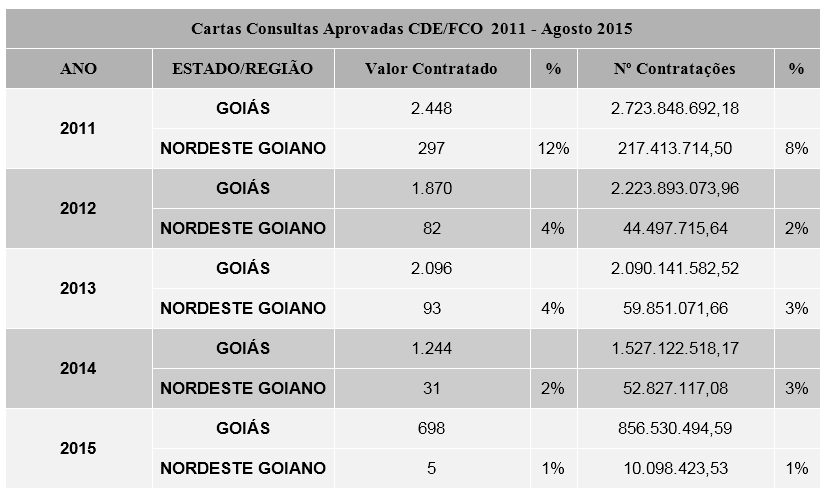 Cartas Consultas Aprovadas CDE/FCO 2011 - Agosto 2015
ANO ESTADO/REGIÃO Valor Contratado % Nº Contratações %
2011
GOIÁS 2.448 2.723.848.692,18
NORDESTE GOIANO 297 12% 217.413.714,50 8%
2012
GOIÁS 1.870 2.223.893.073,96
NORDESTE GOIANO 82 4% 44.497.715,64 2%
2013
GOIÁS 2.096 2.090.141.582,52
NORDESTE GOIANO 93 4% 59.851.071,66 3%
2014
GOIÁS 1.244 1.527.122.518,17
NORDESTE GOIANO 31 2% 52.827.117,08 3%
2015
GOIÁS 698 856.530.494,59
NORDESTE GOIANO 5 1% 10.098.423,53 1%